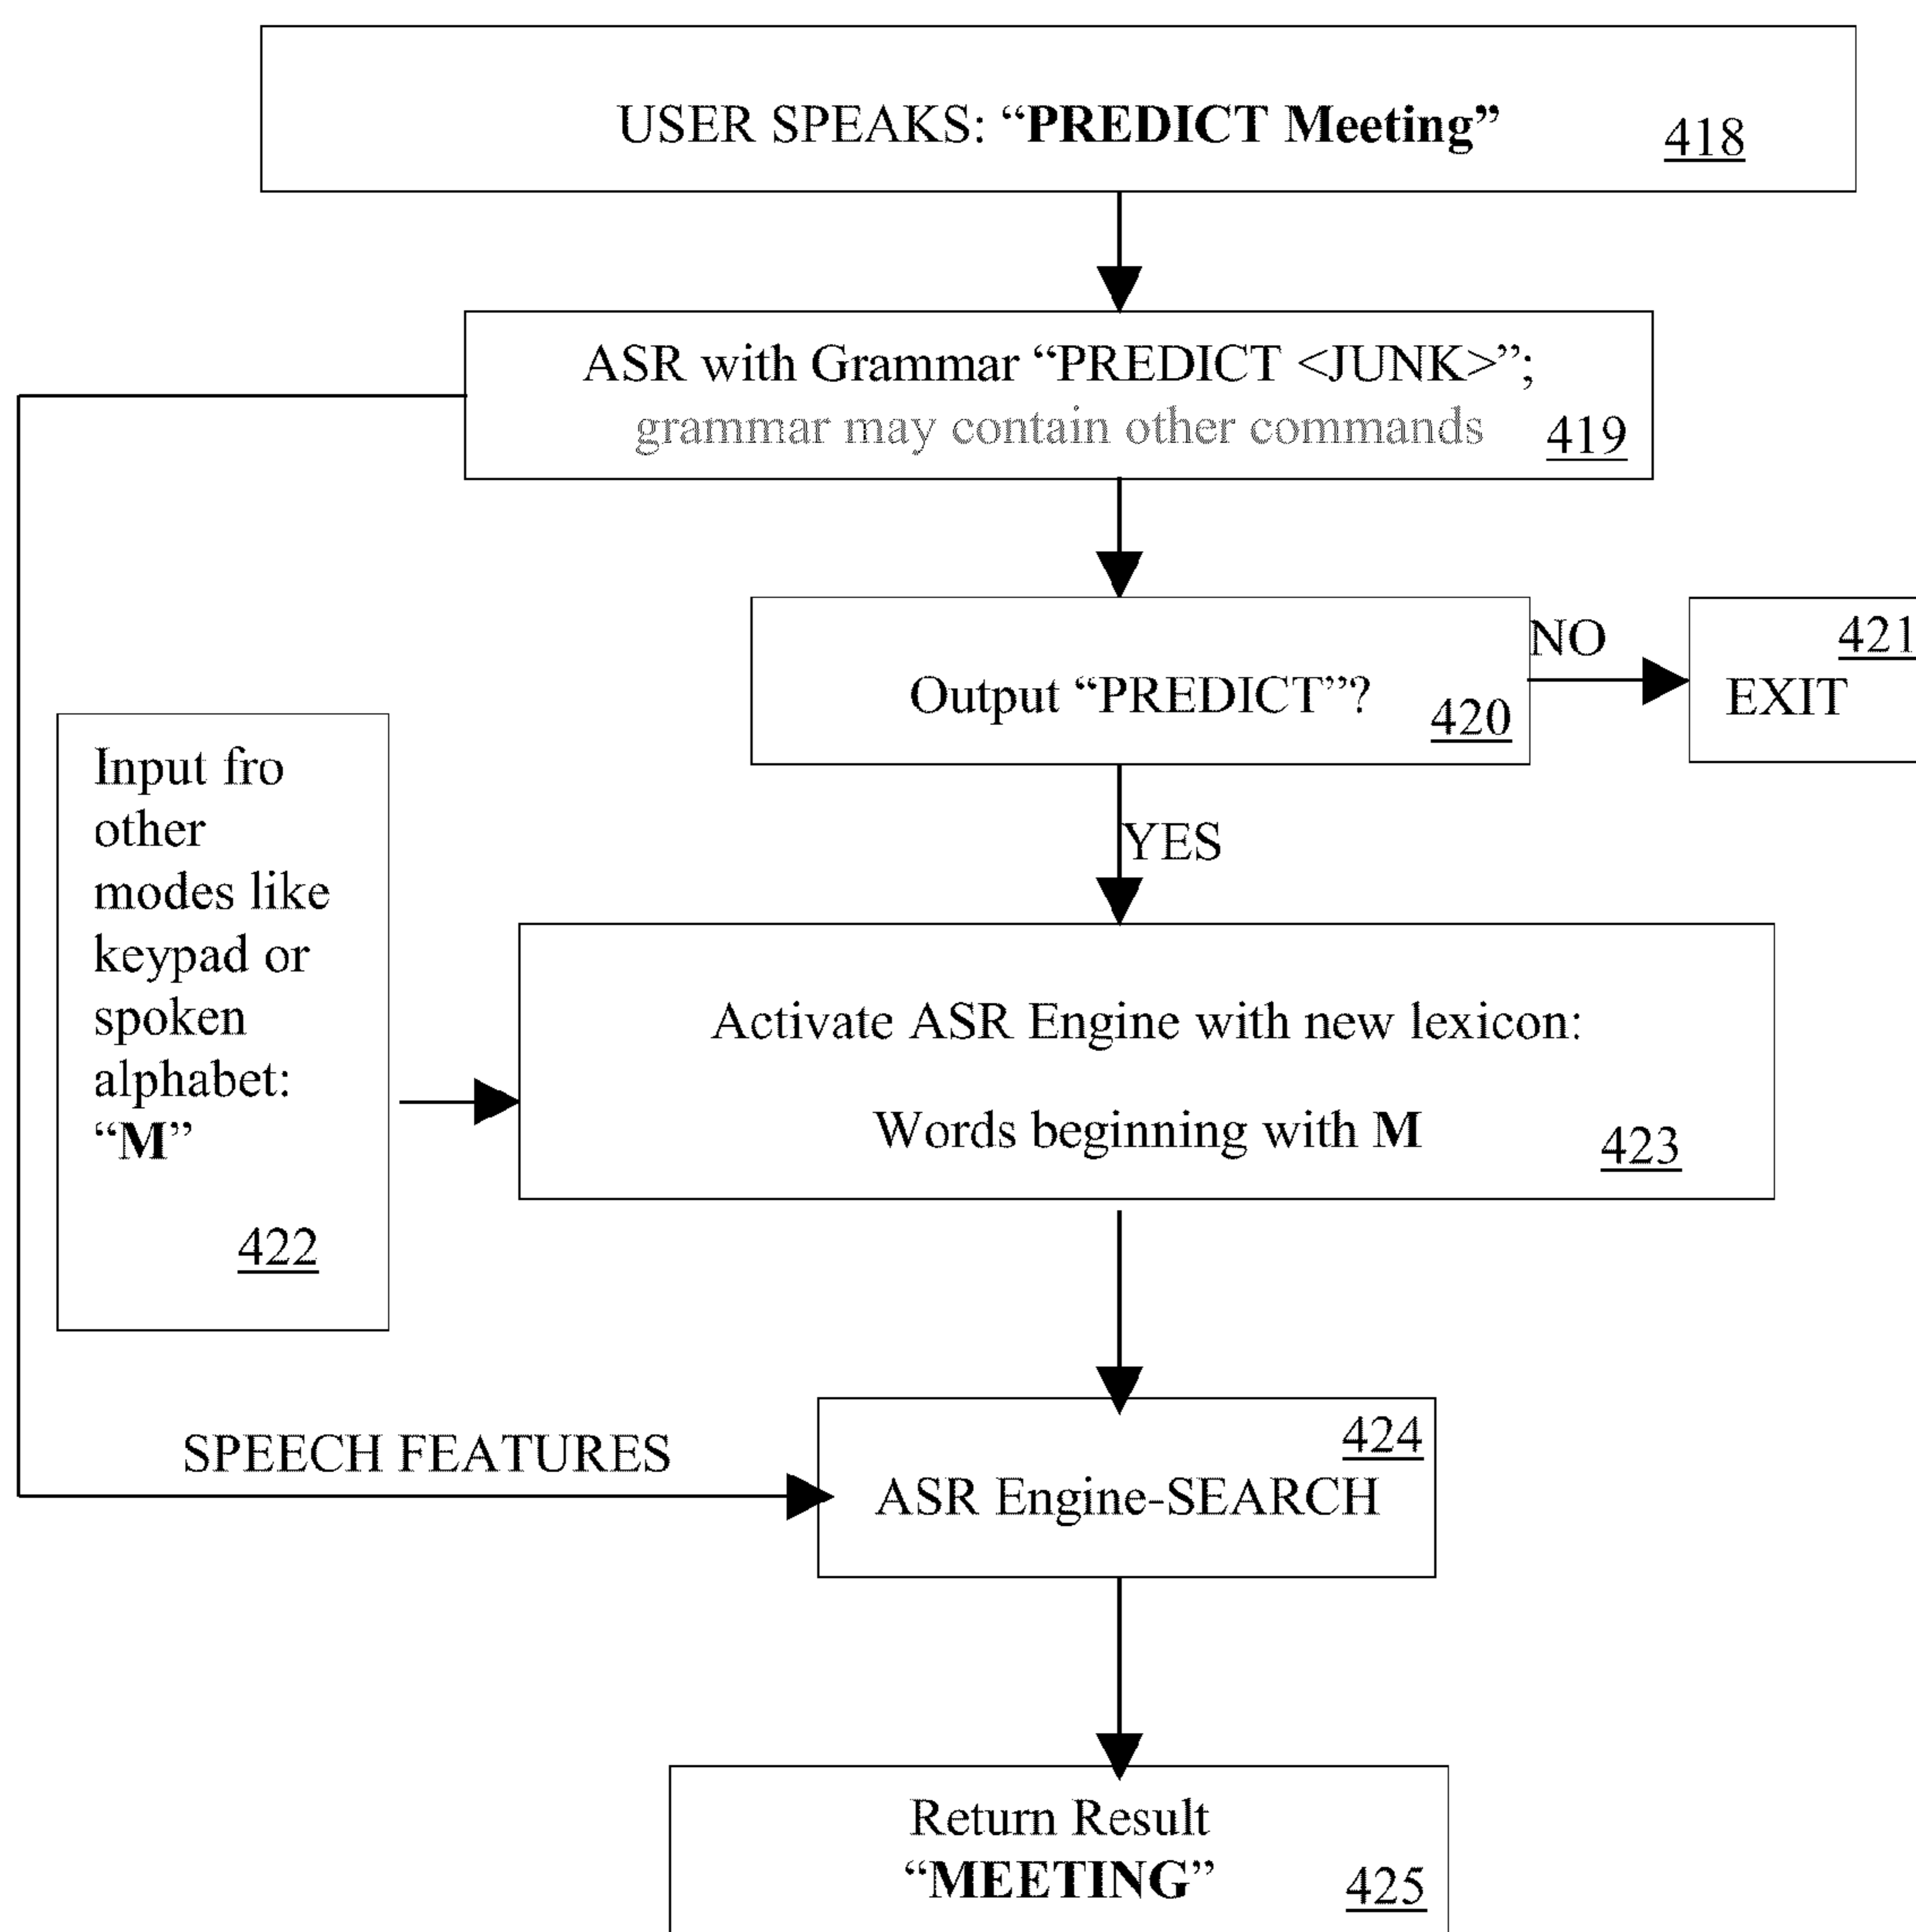 USER SPEAKS: “PREDICT Meeting”
418
ASR with Grammar “PREDICT <JUNK>”;
grammar may contain other commands
419
Output “PREDICT”?
420
NO
421
EXIT
YES
Input fro
other
modes like
keypad or
spoken
alphabet:
“M”
422
Activate ASR Engine with new lexicon:
Words beginning with M
423
SPEECH FEATURES
424
ASR Engine-SEARCH
Return Result
“MEETING”
425